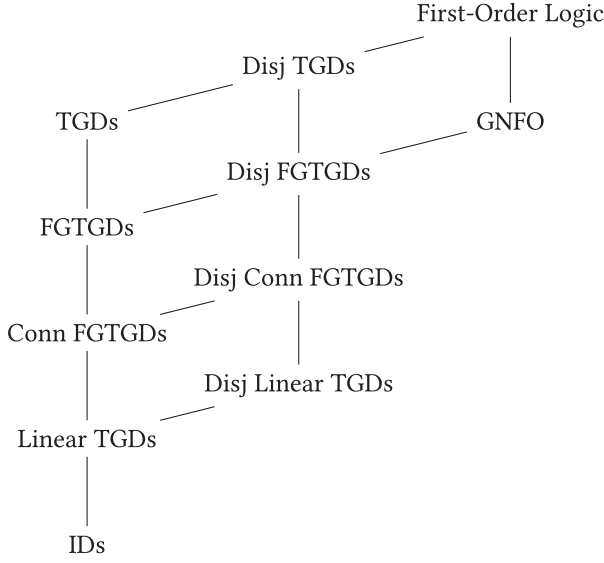 First-Order Logic
Disj TGDs
TGDs
GNFO
Disj FGTGDs
FGTGDs
Disj Conn FGTGDs
Conn FGTGDs
Disj Linear TGDs
Linear TGDs
IDs